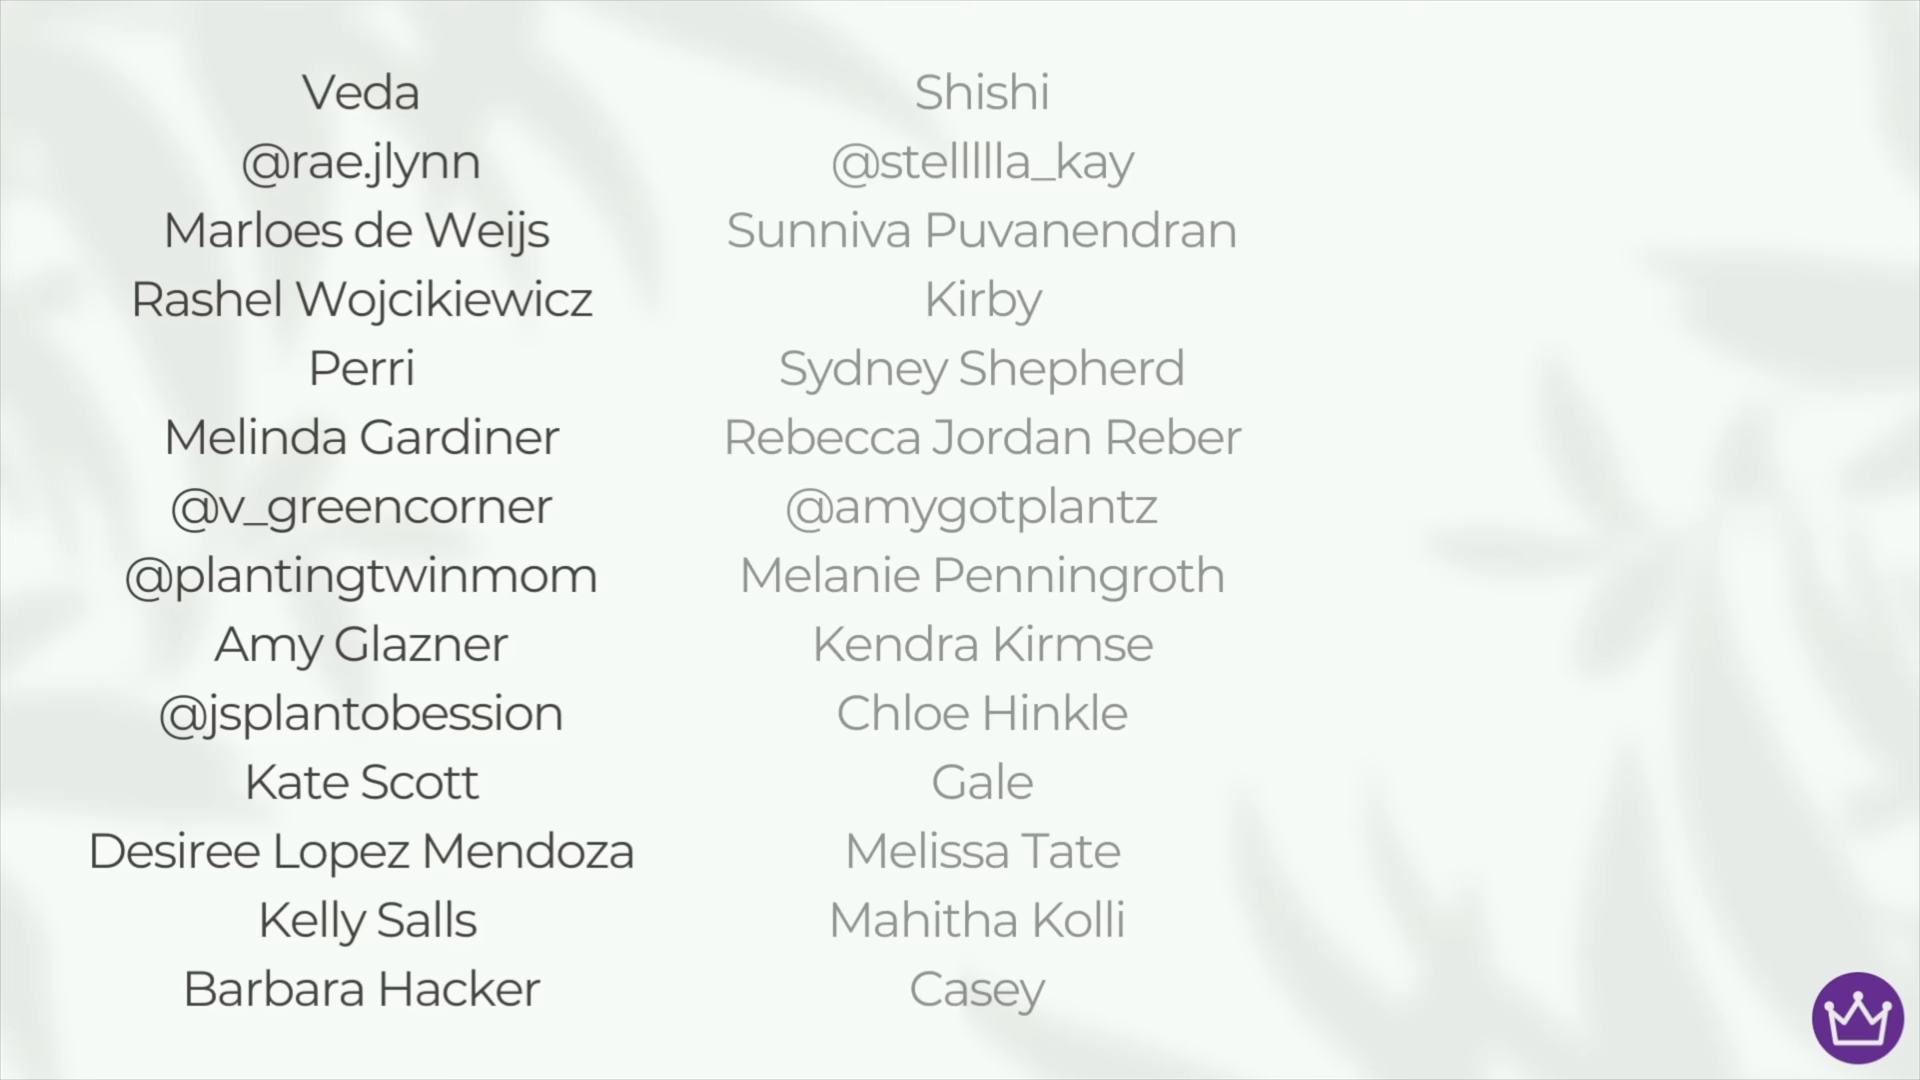 Veda
@rae.jlynn
Marloes de Weijs
Rashel Wojcikiewicz
Perri
Melinda Gardiner
@v_greencorner
@plantingtwinmom
Amy Glazner
@jsplantobession
Kate Scott
Desiree Lopez Mendoza
Kelly Salls
Barbara Hacker
Shishi
@stellllla_kay
Sunniva Puvanendran
Kirby
Sydney Shepherd
Rebecca Jordan Reber
@amygotplantz
Melanie Penningroth
Kendra Kirmse
Chloe Hinkle
Gale
Melissa Tate
Mahitha Kolli
Casey